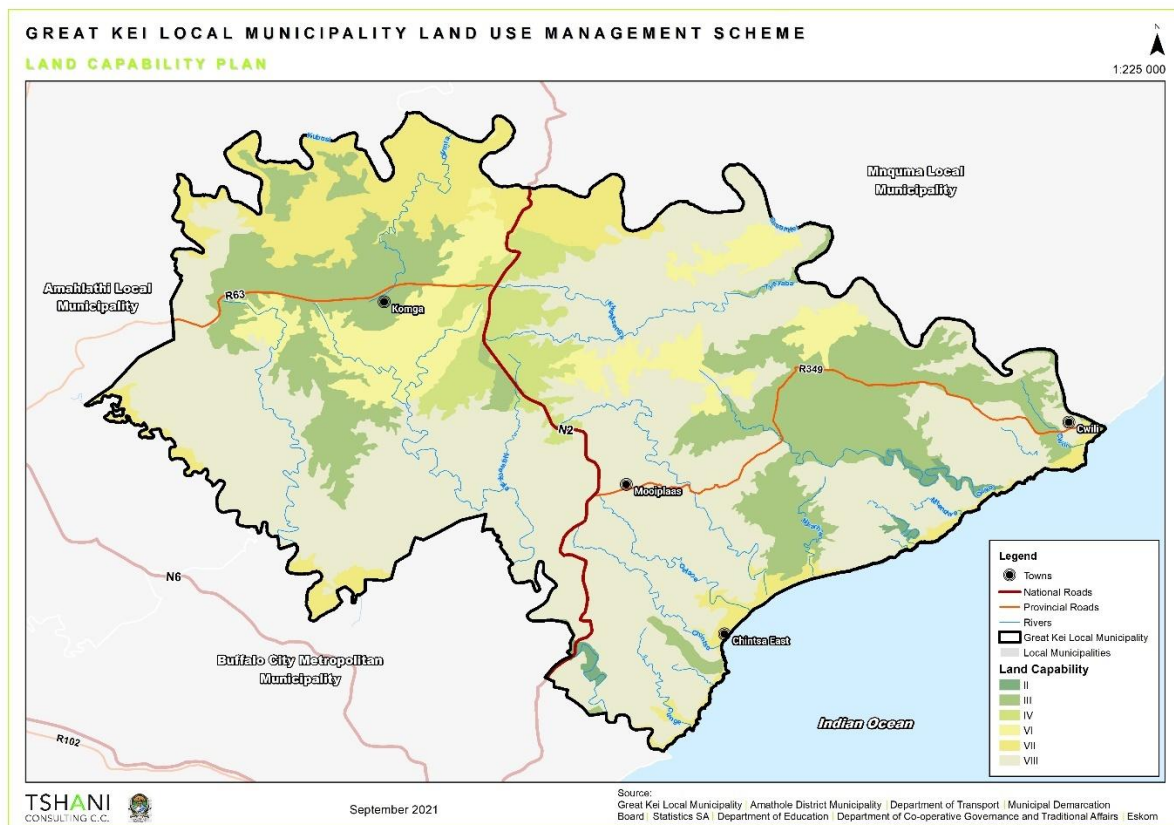 GREAT KEI LOCAL MUNICIPALITY LAND USE MANAGEMENT SCHEME
LAND CAPABILITY PLAN
N
1:225 000
Mnquma Local
Municipality
Amahlathi Local
Municipality
R63
Komga
R349
Cwili
N2
Mooiplaas
N6
Chintsa East
Buffalo City Metropolitan
Municipality
R102
Indian Ocean
Legend
Towns
National Roads
Provincial Roads
Rivers
Great Kei Local Municipality
Local Municipalities
Land Capability
II
III
IV
VI
VII
VIII
TSHANI
CONSULTING C.C.
September 2021
Source:
Great Kei Local Municipality | Amathole District Municipality | Department of Transport | Municipal Demarcation
Board | Statistics SA | Department of Education | Department of Co-operative Governance and Traditional Affairs | Eskom